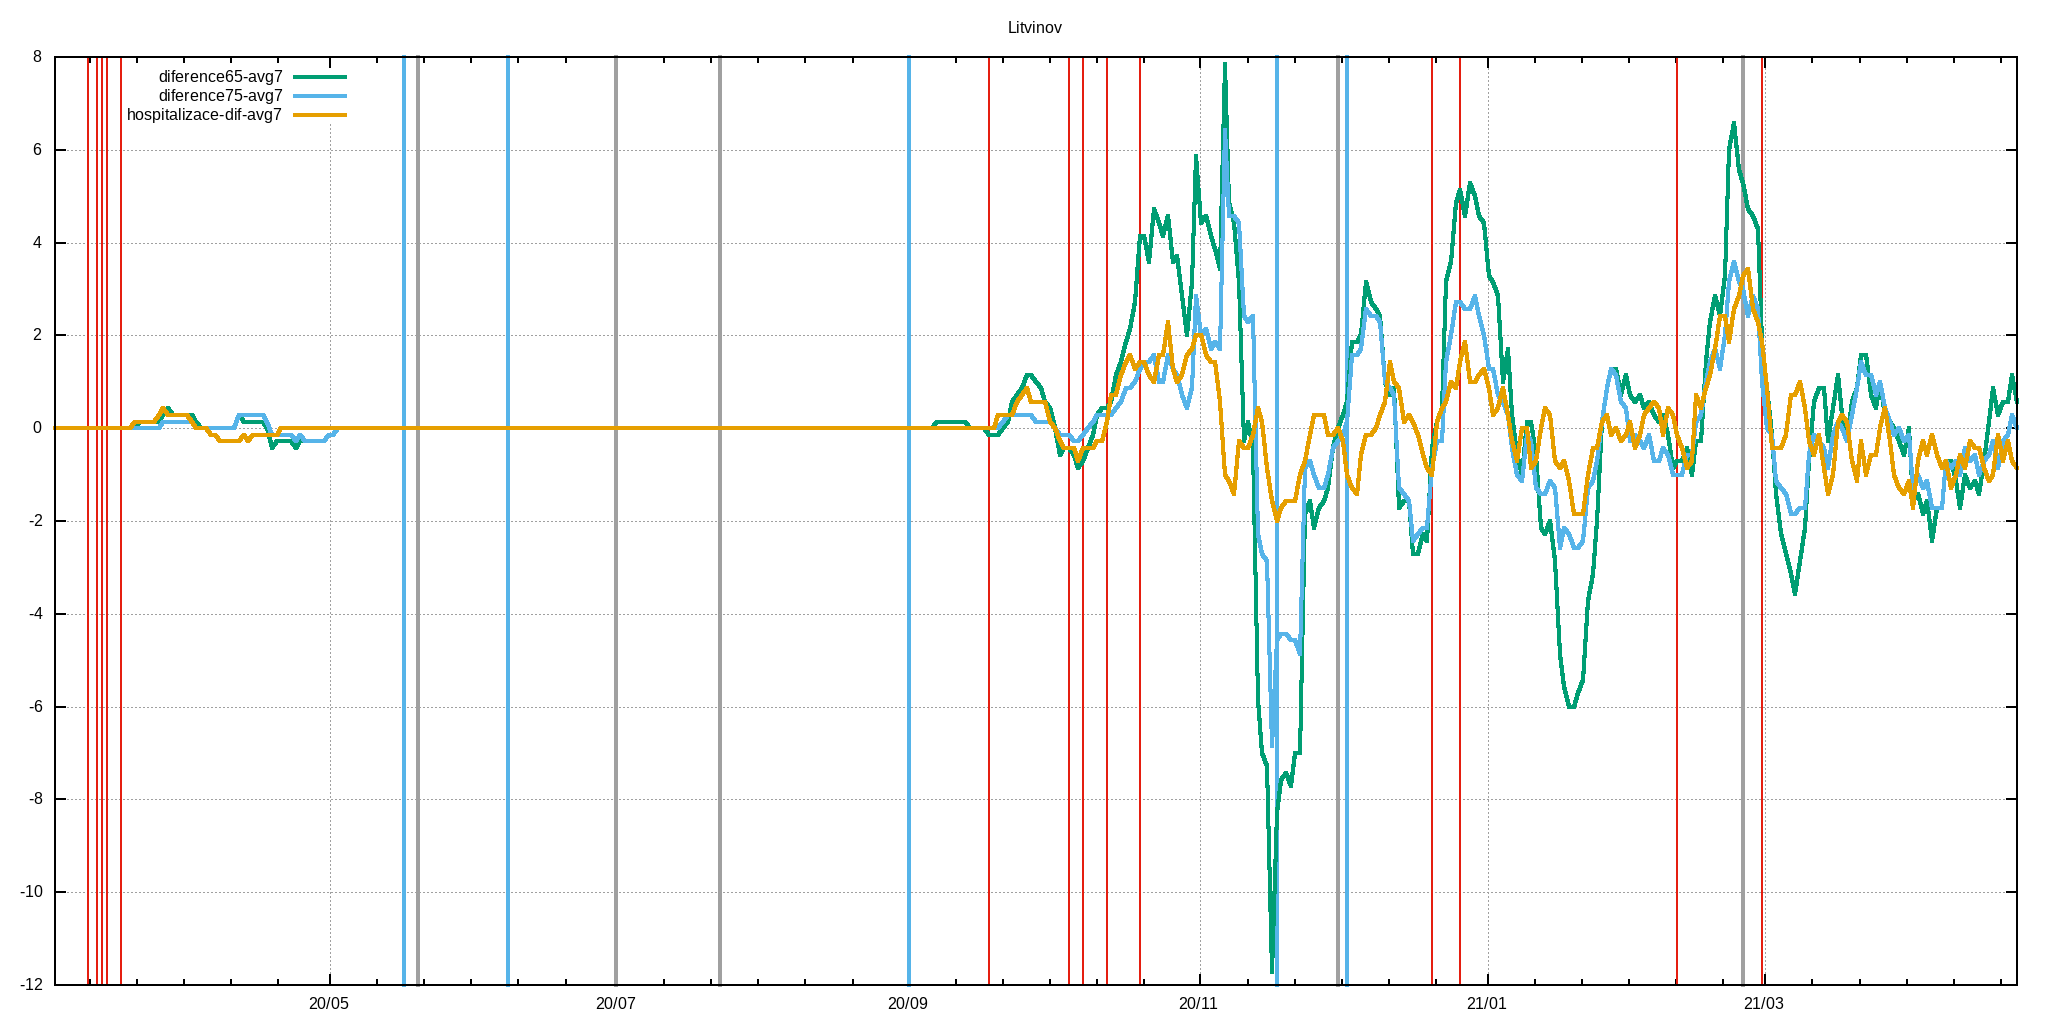 Litvinov
diference65-avg7
diference75-avg7
hospitalizace-dif-avg7
8
6
4
2
0
-2
-4
-6
-8
-10
-12
20/05 20/07 20/09 20/11 21/01 21/03